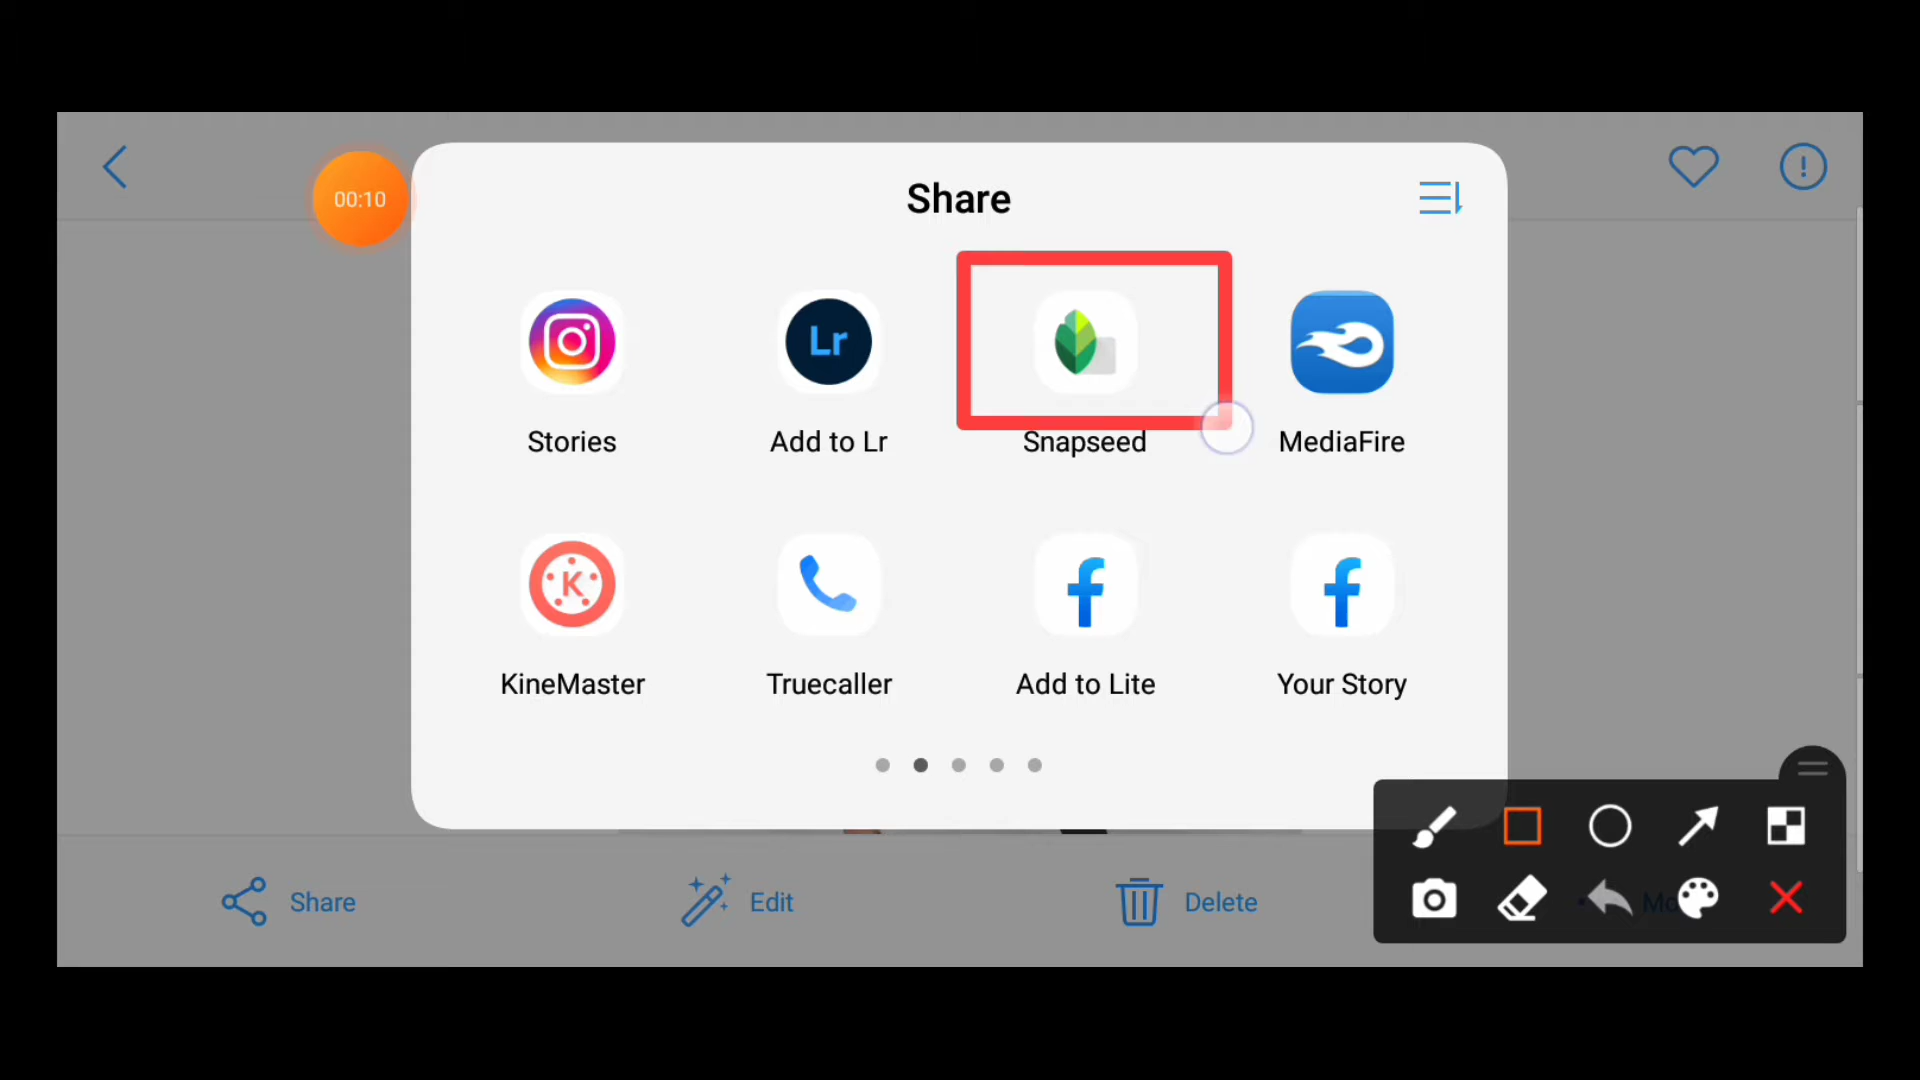 00:10
Share
Lr
Stories
Add to Lr
Snapseed
MediaFire
K
f
f
KineMaster
Truecaller
Add to Lite
Your Story
Share
Edit
Delete